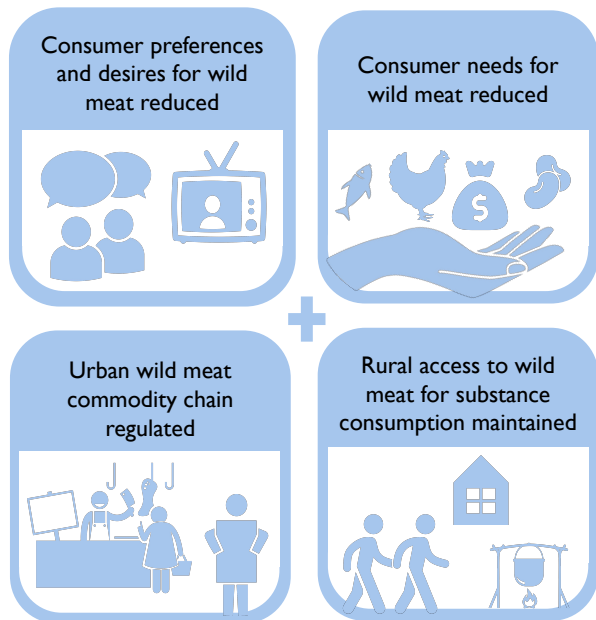 Consumer preferences
and desires for wild
meat reduced
Consumer needs for
wild meat reduced
$
Urban wild meat
commodity chain
regulated
Rural access to wild
meat for substance
consumption maintained